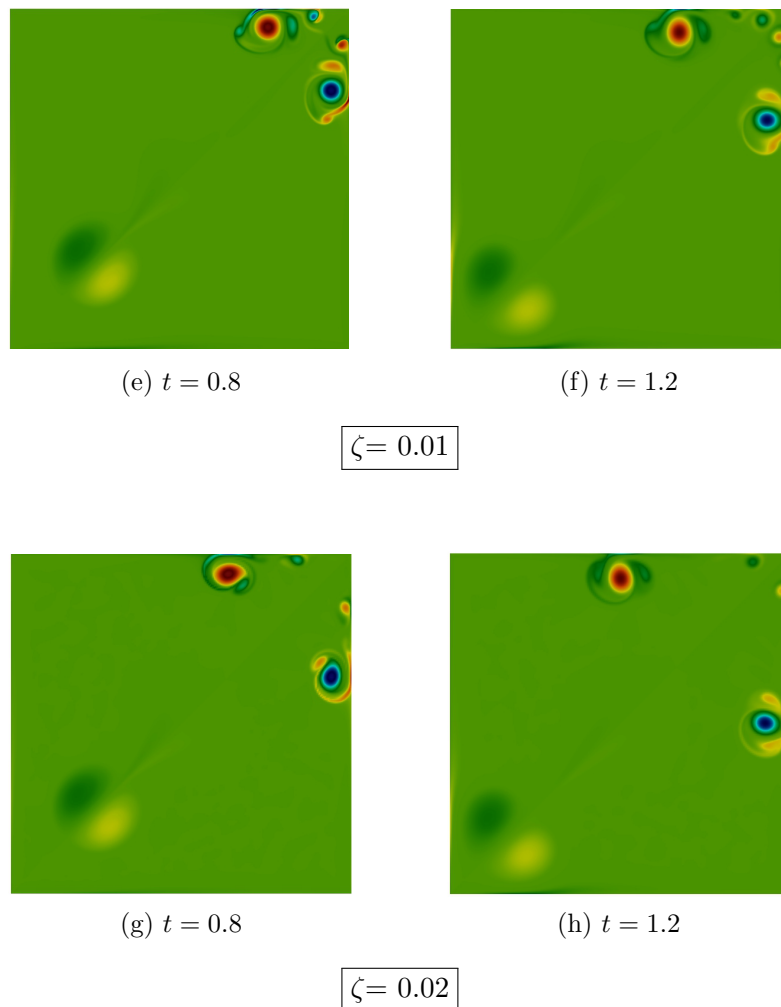 (e) t = 0.8
(f) t = 1.2
ζ= 0.01
(g) t = 0.8
(h) t = 1.2
ζ= 0.02